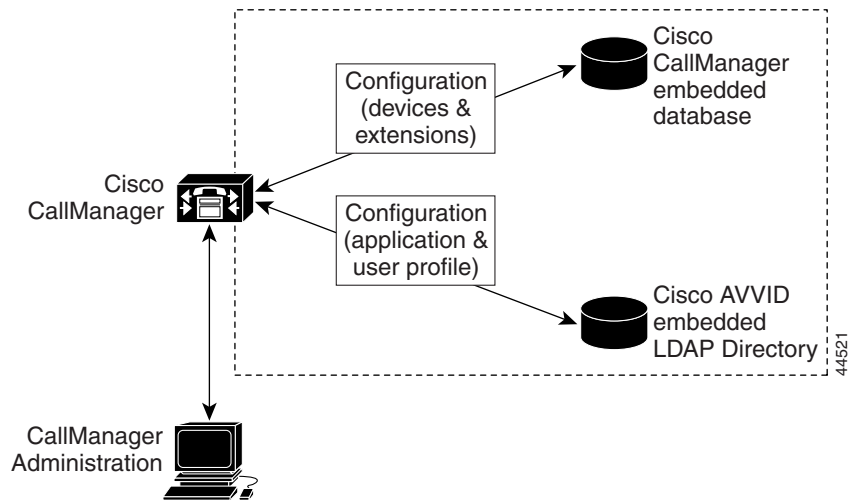 Cisco
CallManager
embedded
database
Configuration
(devices &
extensions)
Cisco
CallManager
Configuration
(application &
user profile)
Cisco AVVID
embedded
LDAP Directory
44521
CallManager
Administration